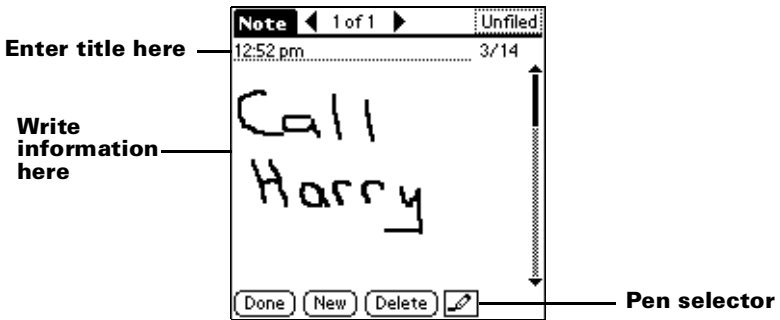 Note 1 of 1 Unfiled
Enter title here
12:52 pm 3/14
Write
information
here
Call
Harry
Done New Delete
Pen selector